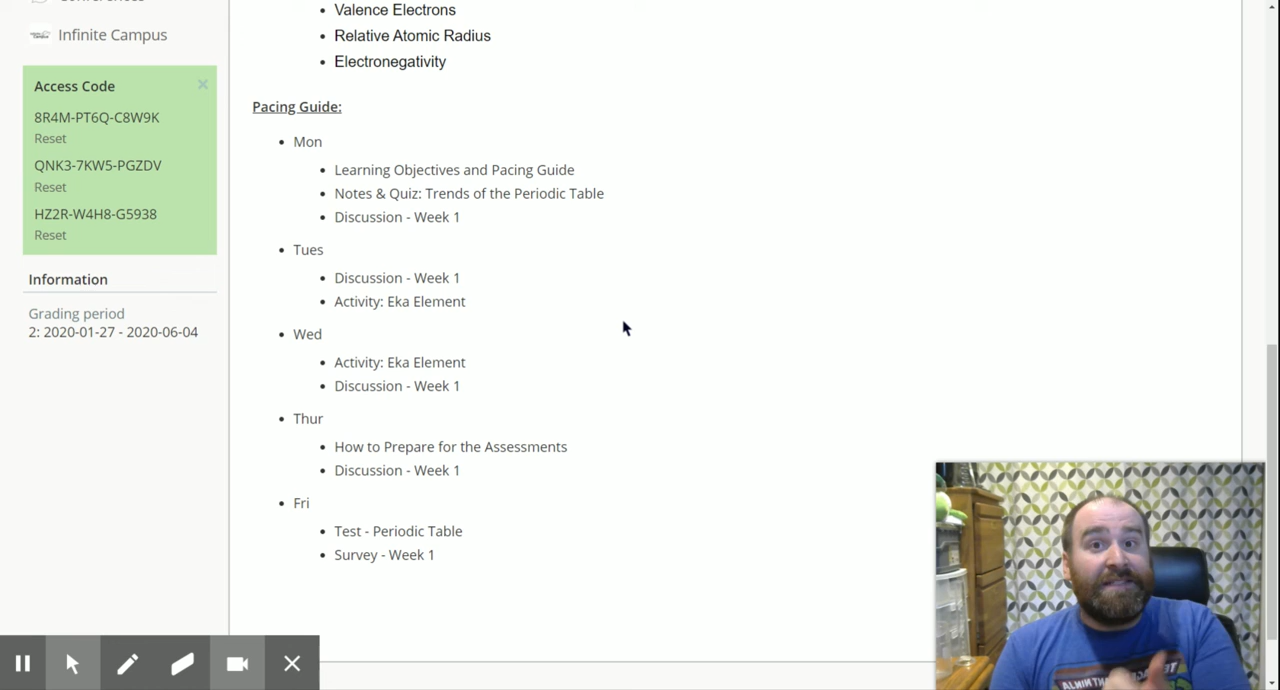 Conferences
Infinite Campus
Access Code
8R4M-PT6Q-C8W9K
Reset
QNK3-7KW5-PGZDV
Reset
HZ2R-W4H8-G5938
Reset
Information
Grading period
2: 2020-01-27 - 2020-06-04
Valence Electrons
Relative Atomic Radius
Electronegativity
Pacing Guide:
Mon
Learning Objectives and Pacing Guide
Notes & Quiz: Trends of the Periodic Table
Discussion - Week 1
Tues
Discussion - Week 1
Activity: Eka Element
Wed
Activity: Eka Element
Discussion - Week 1
Thur
How to Prepare for the Assessments
Discussion - Week 1
Fri
Test - Periodic Table
Survey - Week 1